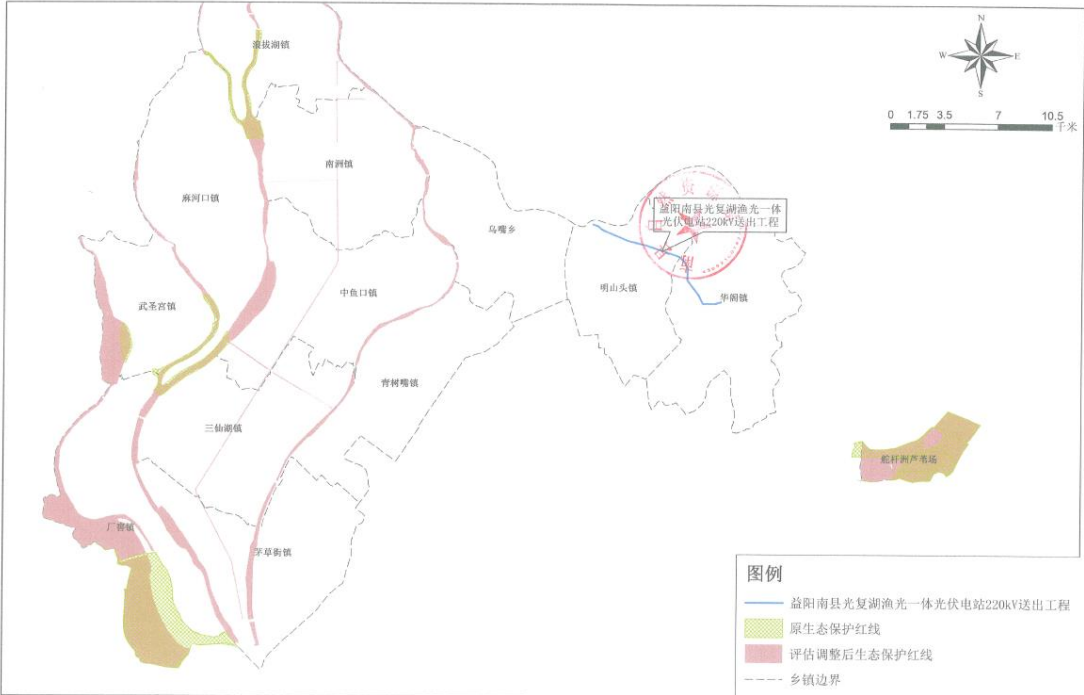 N
W
E
S
0 1.75 3.5 7 10.5
千米
浪拔湖镇
南洲镇
麻河口镇
乌嘴乡
益阳南县光复湖渔光一体
光伏电站220kV送出工程
明山头镇
华阁镇
中鱼口镇
武圣宫镇
青树嘴镇
三仙湖镇
舵杆洲芦苇场
厂窖镇
茅草街镇
图例
益阳南县光复湖渔光一体光伏电站220kV送出工程
原生态保护红线
评估调整后生态保护红线
乡镇边界